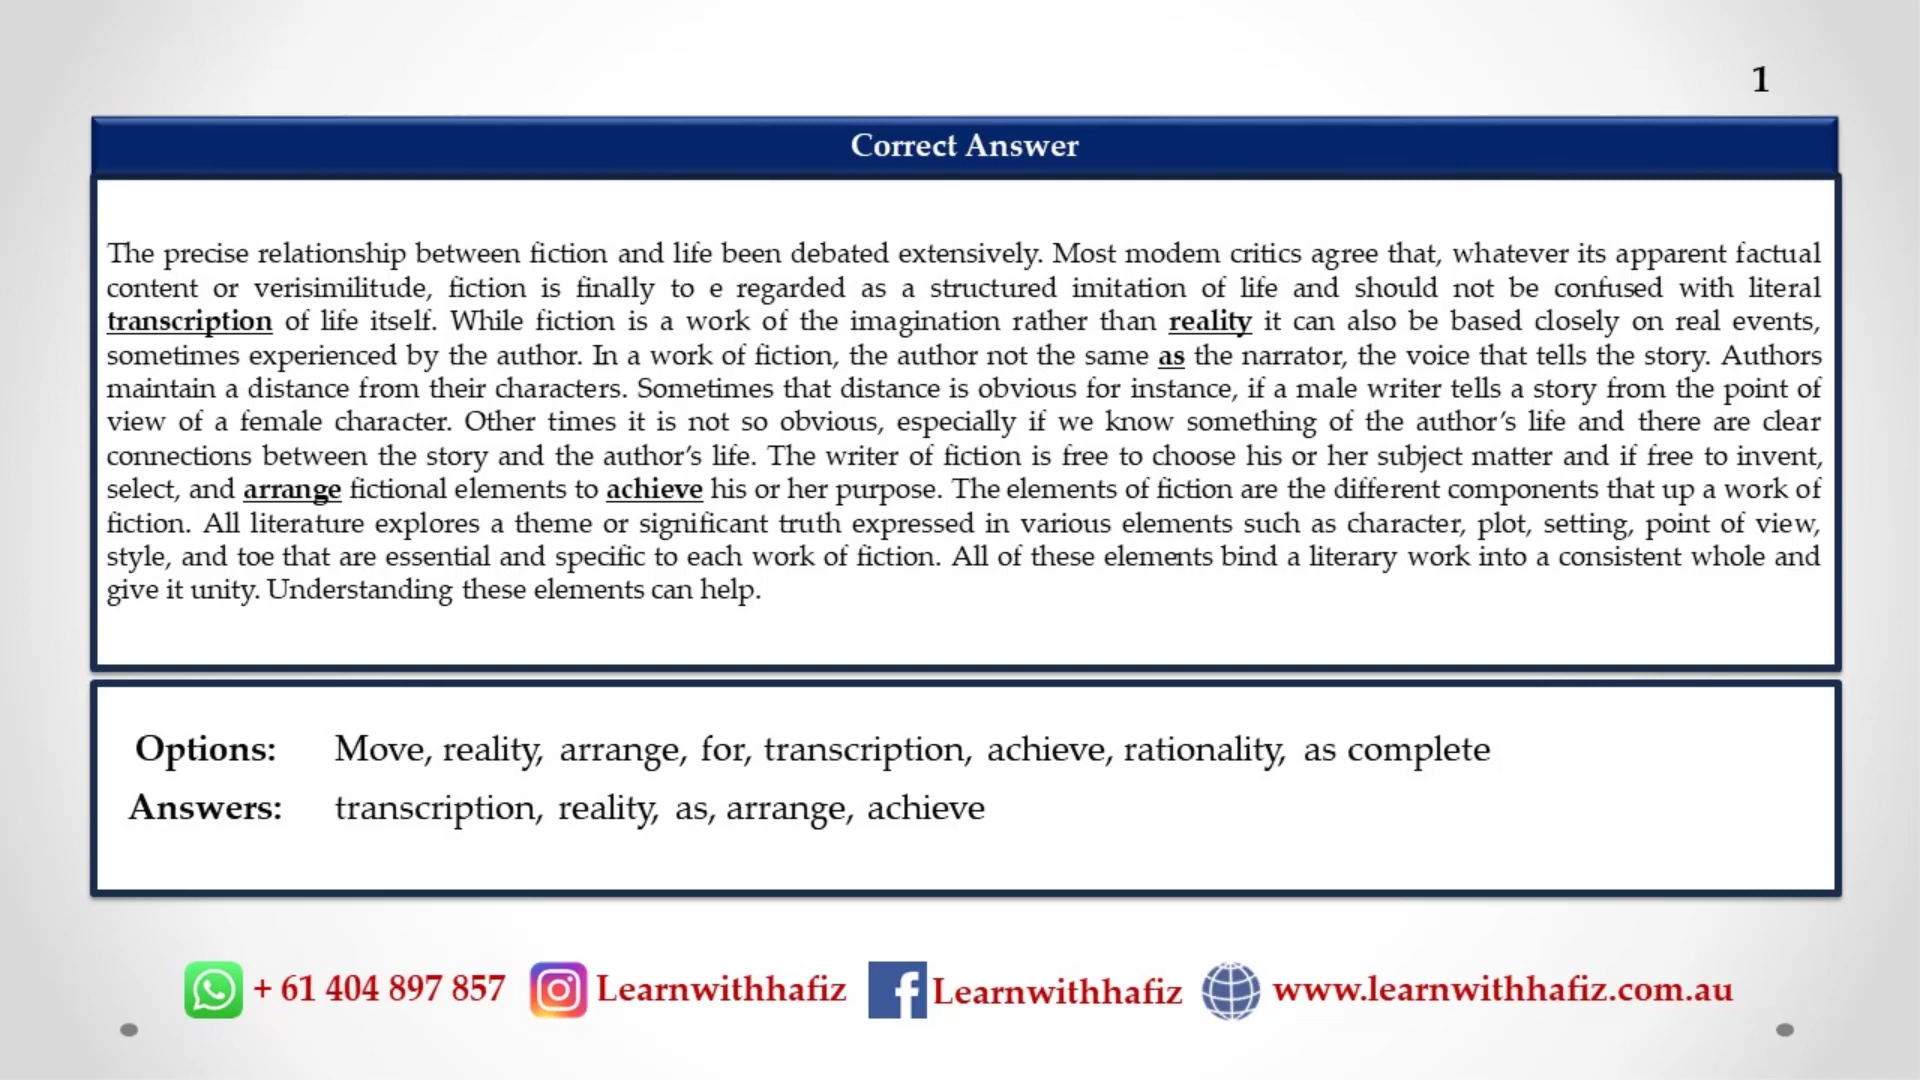 1
Correct Answer
The precise relationship between fiction and life been debated extensively. Most modem critics agree that, whatever its apparent factual
content or verisimilitude, fiction is finally to e regarded as a structured imitation of life and should not be confused with literal
transcription of life itself. While fiction is a work of the imagination rather than reality it can also be based closely on real events,
sometimes experienced by the author. In a work of fiction, the author not the same as the narrator, the voice that tells the story. Authors
maintain a distance from their characters. Sometimes that distance is obvious for instance, if a male writer tells a story from the point of
view of a female character. Other times it is not so obvious, especially if we know something of the author's life and there are clear
connections between the story and the author's life. The writer of fiction is free to choose his or her subject matter and if free to invent,
select, and arrange fictional elements to achieve his or her purpose. The elements of fiction are the different components that up a work of
fiction. All literature explores a theme or significant truth expressed in various elements such as character, plot, setting, point of view,
style, and toe that are essential and specific to each work of fiction. All of these elements bind a literary work into a consistent whole and
give it unity. Understanding these elements can help.
Options: Move, reality, arrange, for, transcription, achieve, rationality, as complete
Answers: transcription, reality, as, arrange, achieve
+ 61 404 897 857 Learnwithhafiz Learnwithhafiz www.learnwithhafiz.com.au